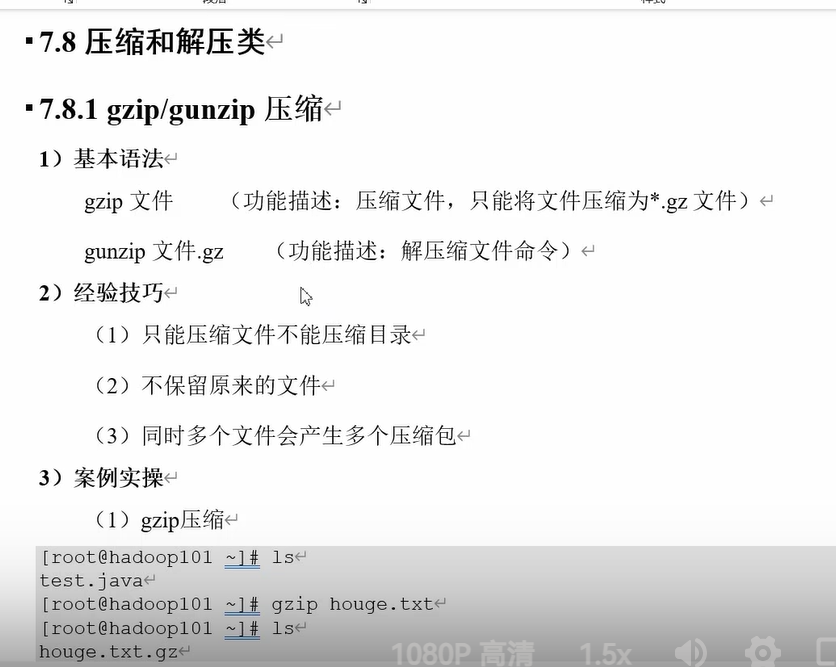 7.8 压缩和解压类
7.8.1 gzip/gunzip 压缩
1）基本语法
gzip 文件 （功能描述：压缩文件，只能将文件压缩为*.gz 文件）
gunzip 文件.gz （功能描述：解压缩文件命令）
2）经验技巧
（1）只能压缩文件不能压缩目录
（2）不保留原来的文件
（3）同时多个文件会产生多个压缩包
3）案例实操
（1）gzip压缩
[root@hadoop101 ~]# ls
test.java
[root@hadoop101 ~]# gzip houge.txt
[root@hadoop101 ~]# ls
houge.txt.gz
1080P 高清 1.5x